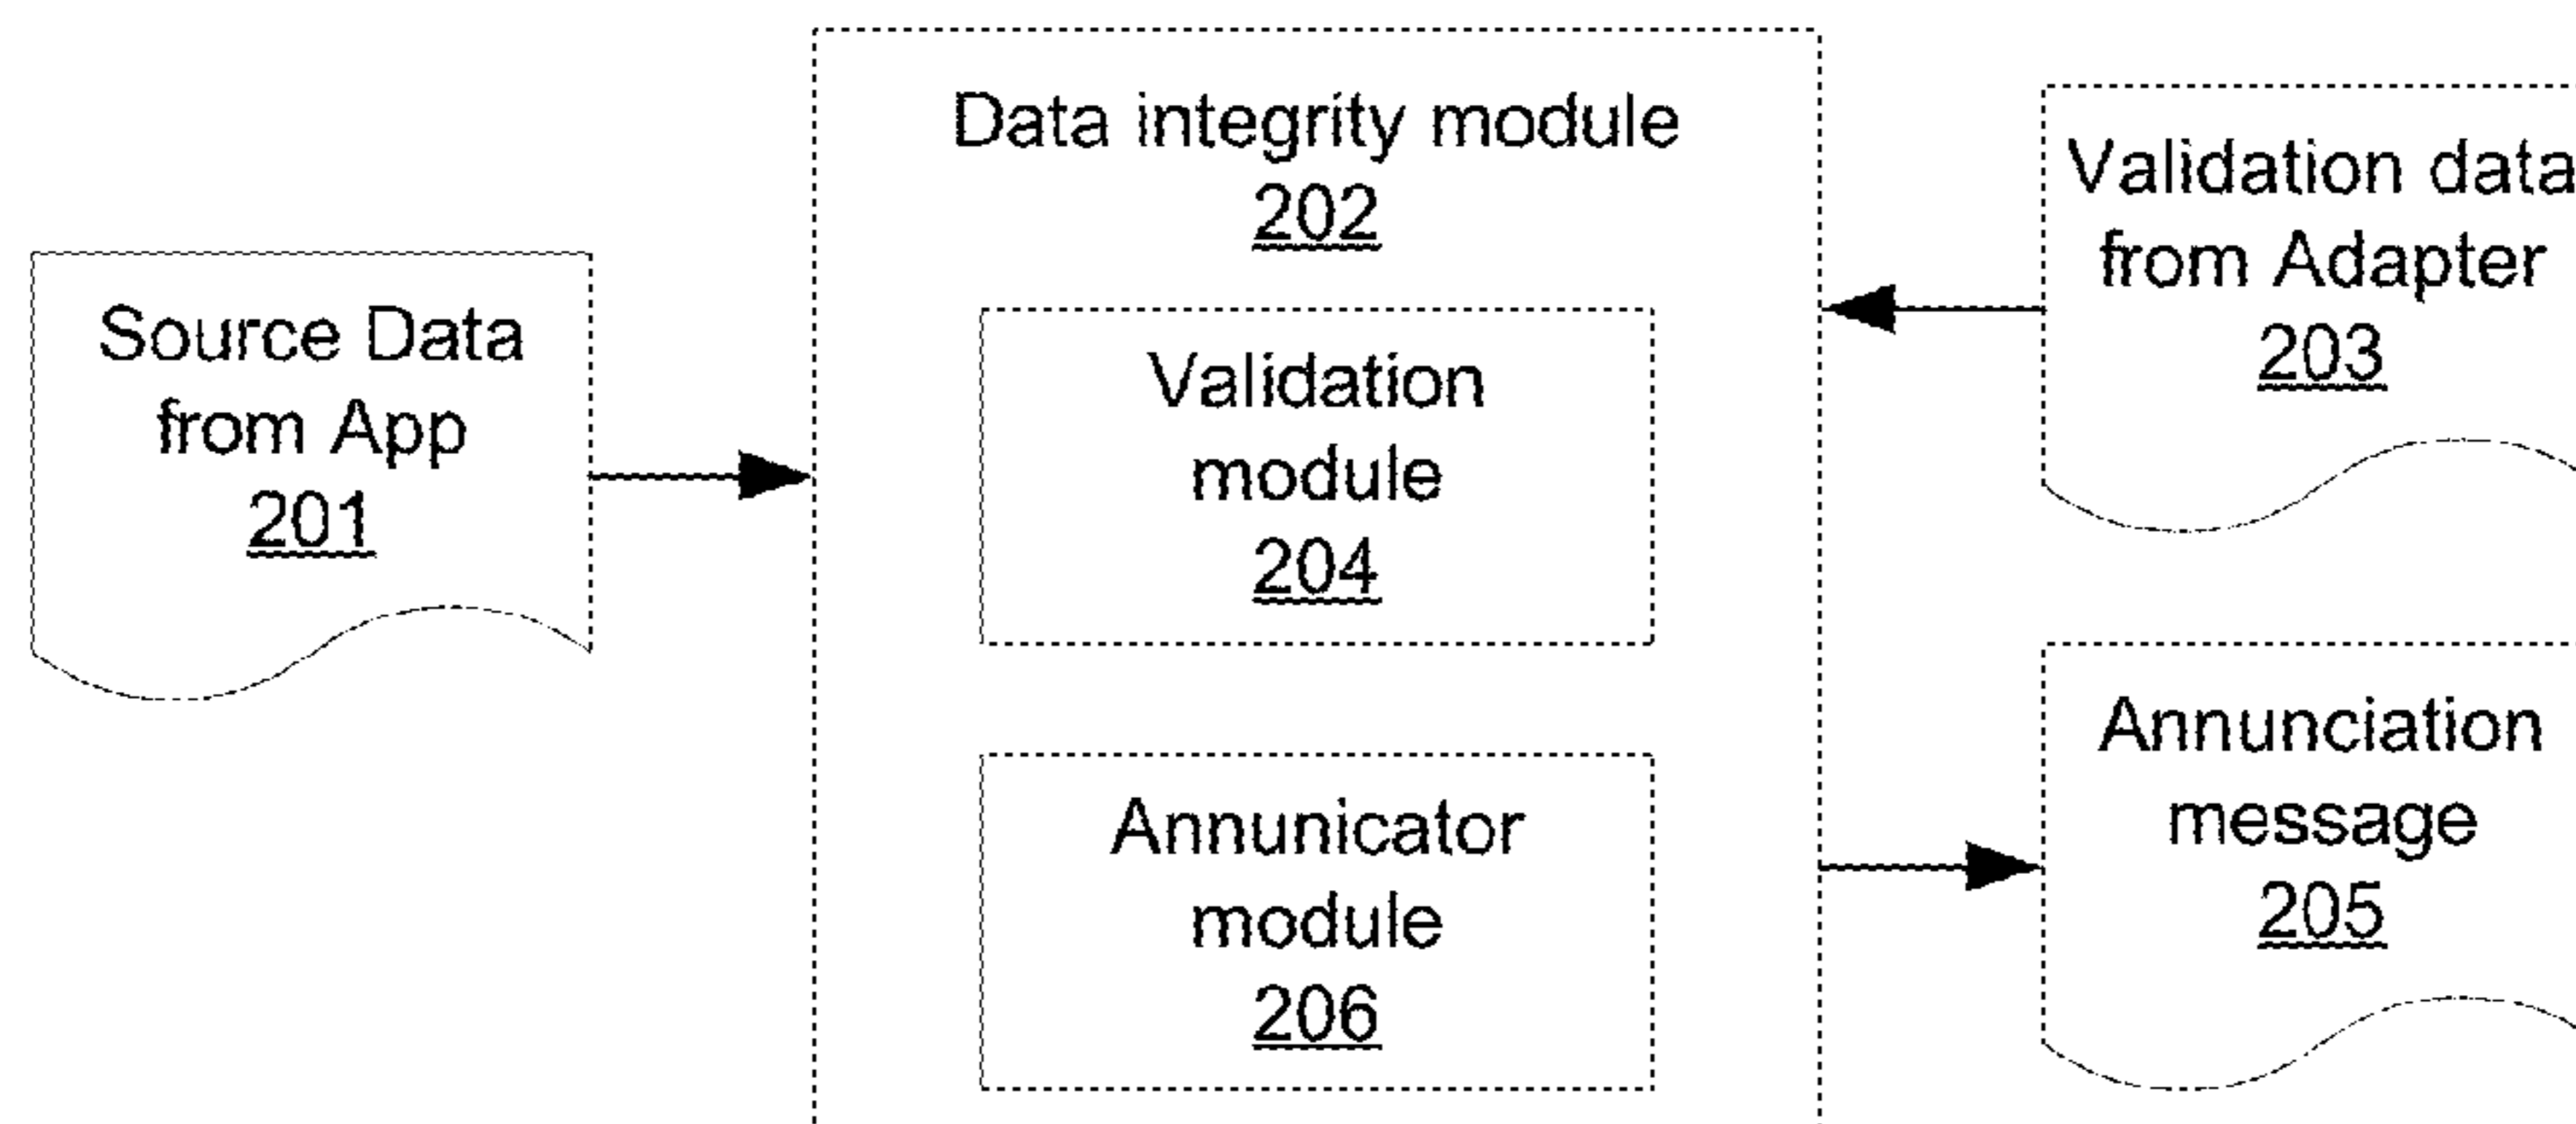 Source Data
from App
201
Data integrity module
202
Validation
module
204
Annunicator
module
206
Validation data
from Adapter
203
Annunciation
message
205